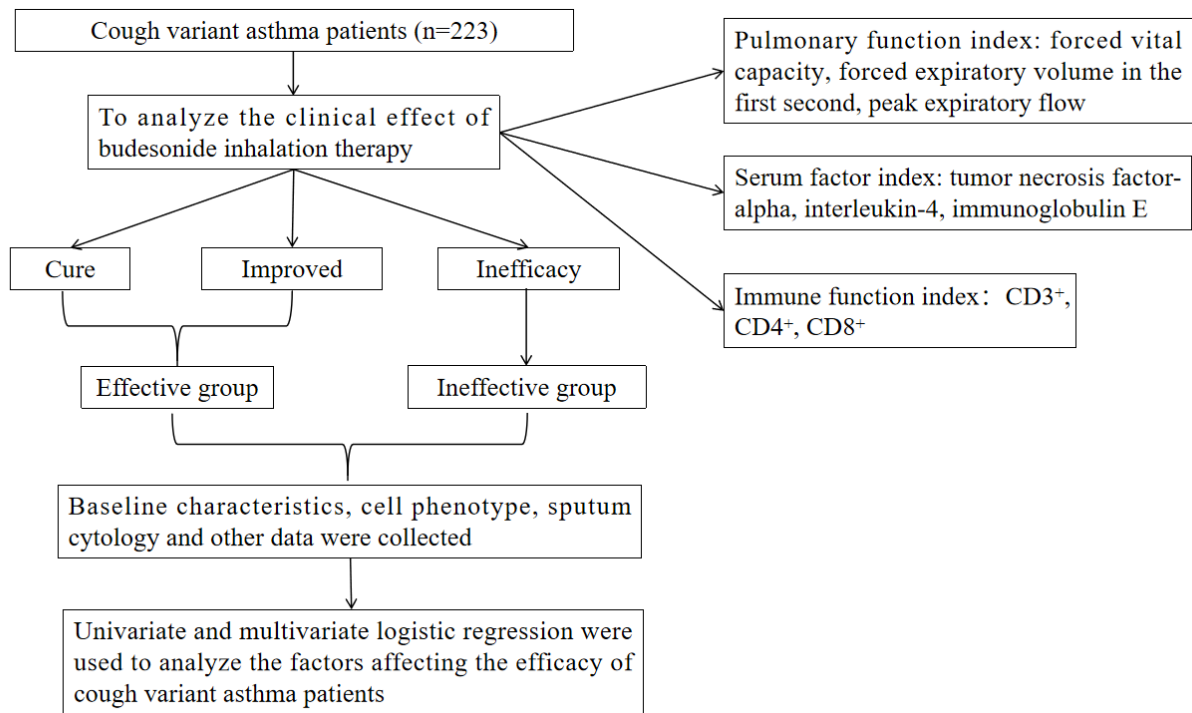 Cough variant asthma patients (n=223)
To analyze the clinical effect of
budesonide inhalation therapy
Pulmonary function index: forced vital
capacity, forced expiratory volume in the
first second, peak expiratory flow
Serum factor index: tumor necrosis factor-
alpha, interleukin-4, immunoglobulin E
Immune function index：CD3⁺,
CD4⁺, CD8⁺
Cure
Improved
Inefficacy
Effective group
Ineffective group
Baseline characteristics, cell phenotype, sputum
cytology and other data were collected
Univariate and multivariate logistic regression were
used to analyze the factors affecting the efficacy of
cough variant asthma patients